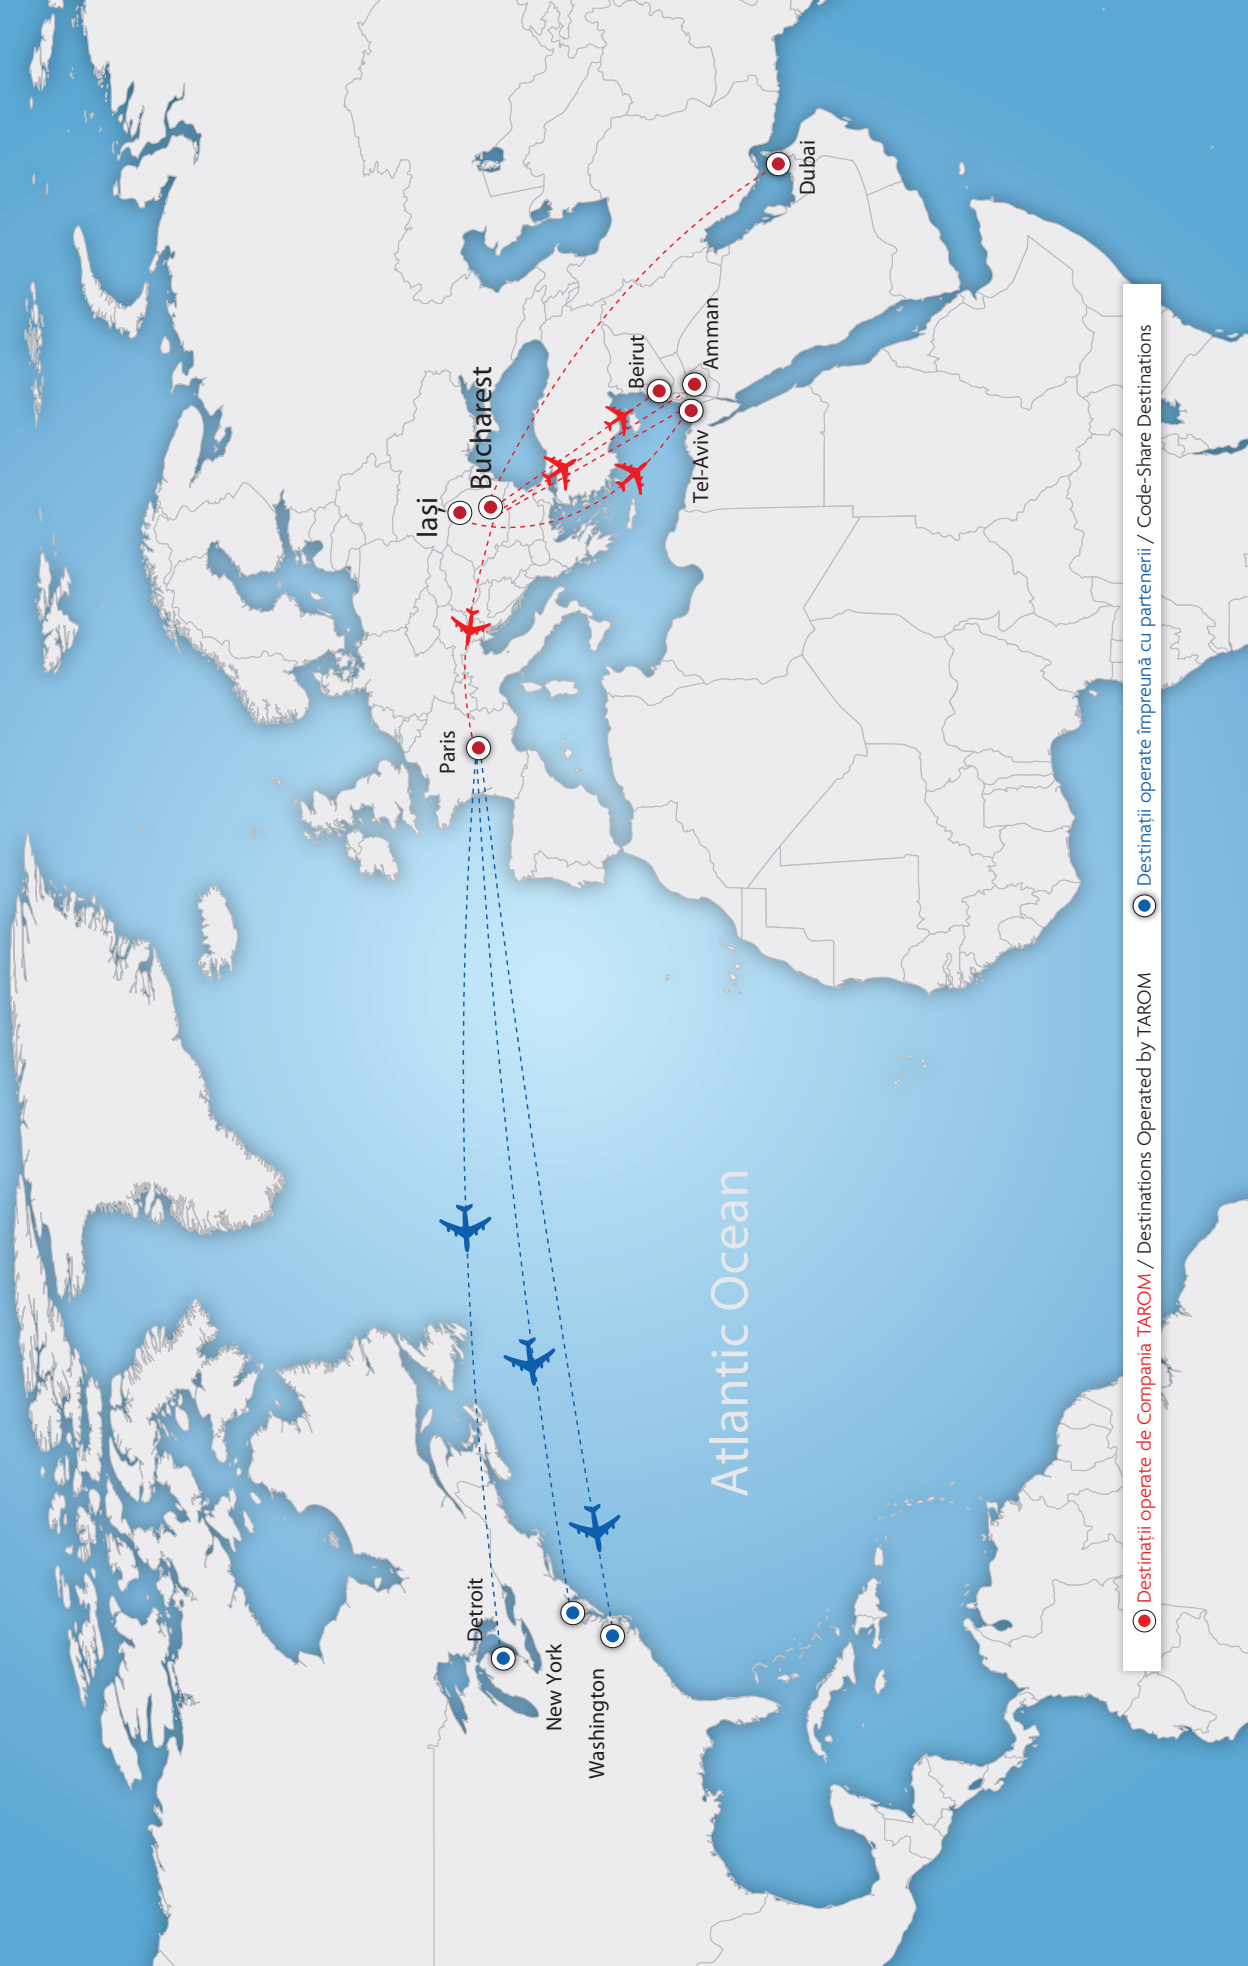 Iași
Bucharest
Paris
Beirut
Amman
Tel-Aviv
Dubai
Detroit
New York
Washington
Atlantic Ocean
Destinații operate de Compania TAROM / Destinations Operated by TAROM
Destinații operate împreună cu partenerii / Code-Share Destinations